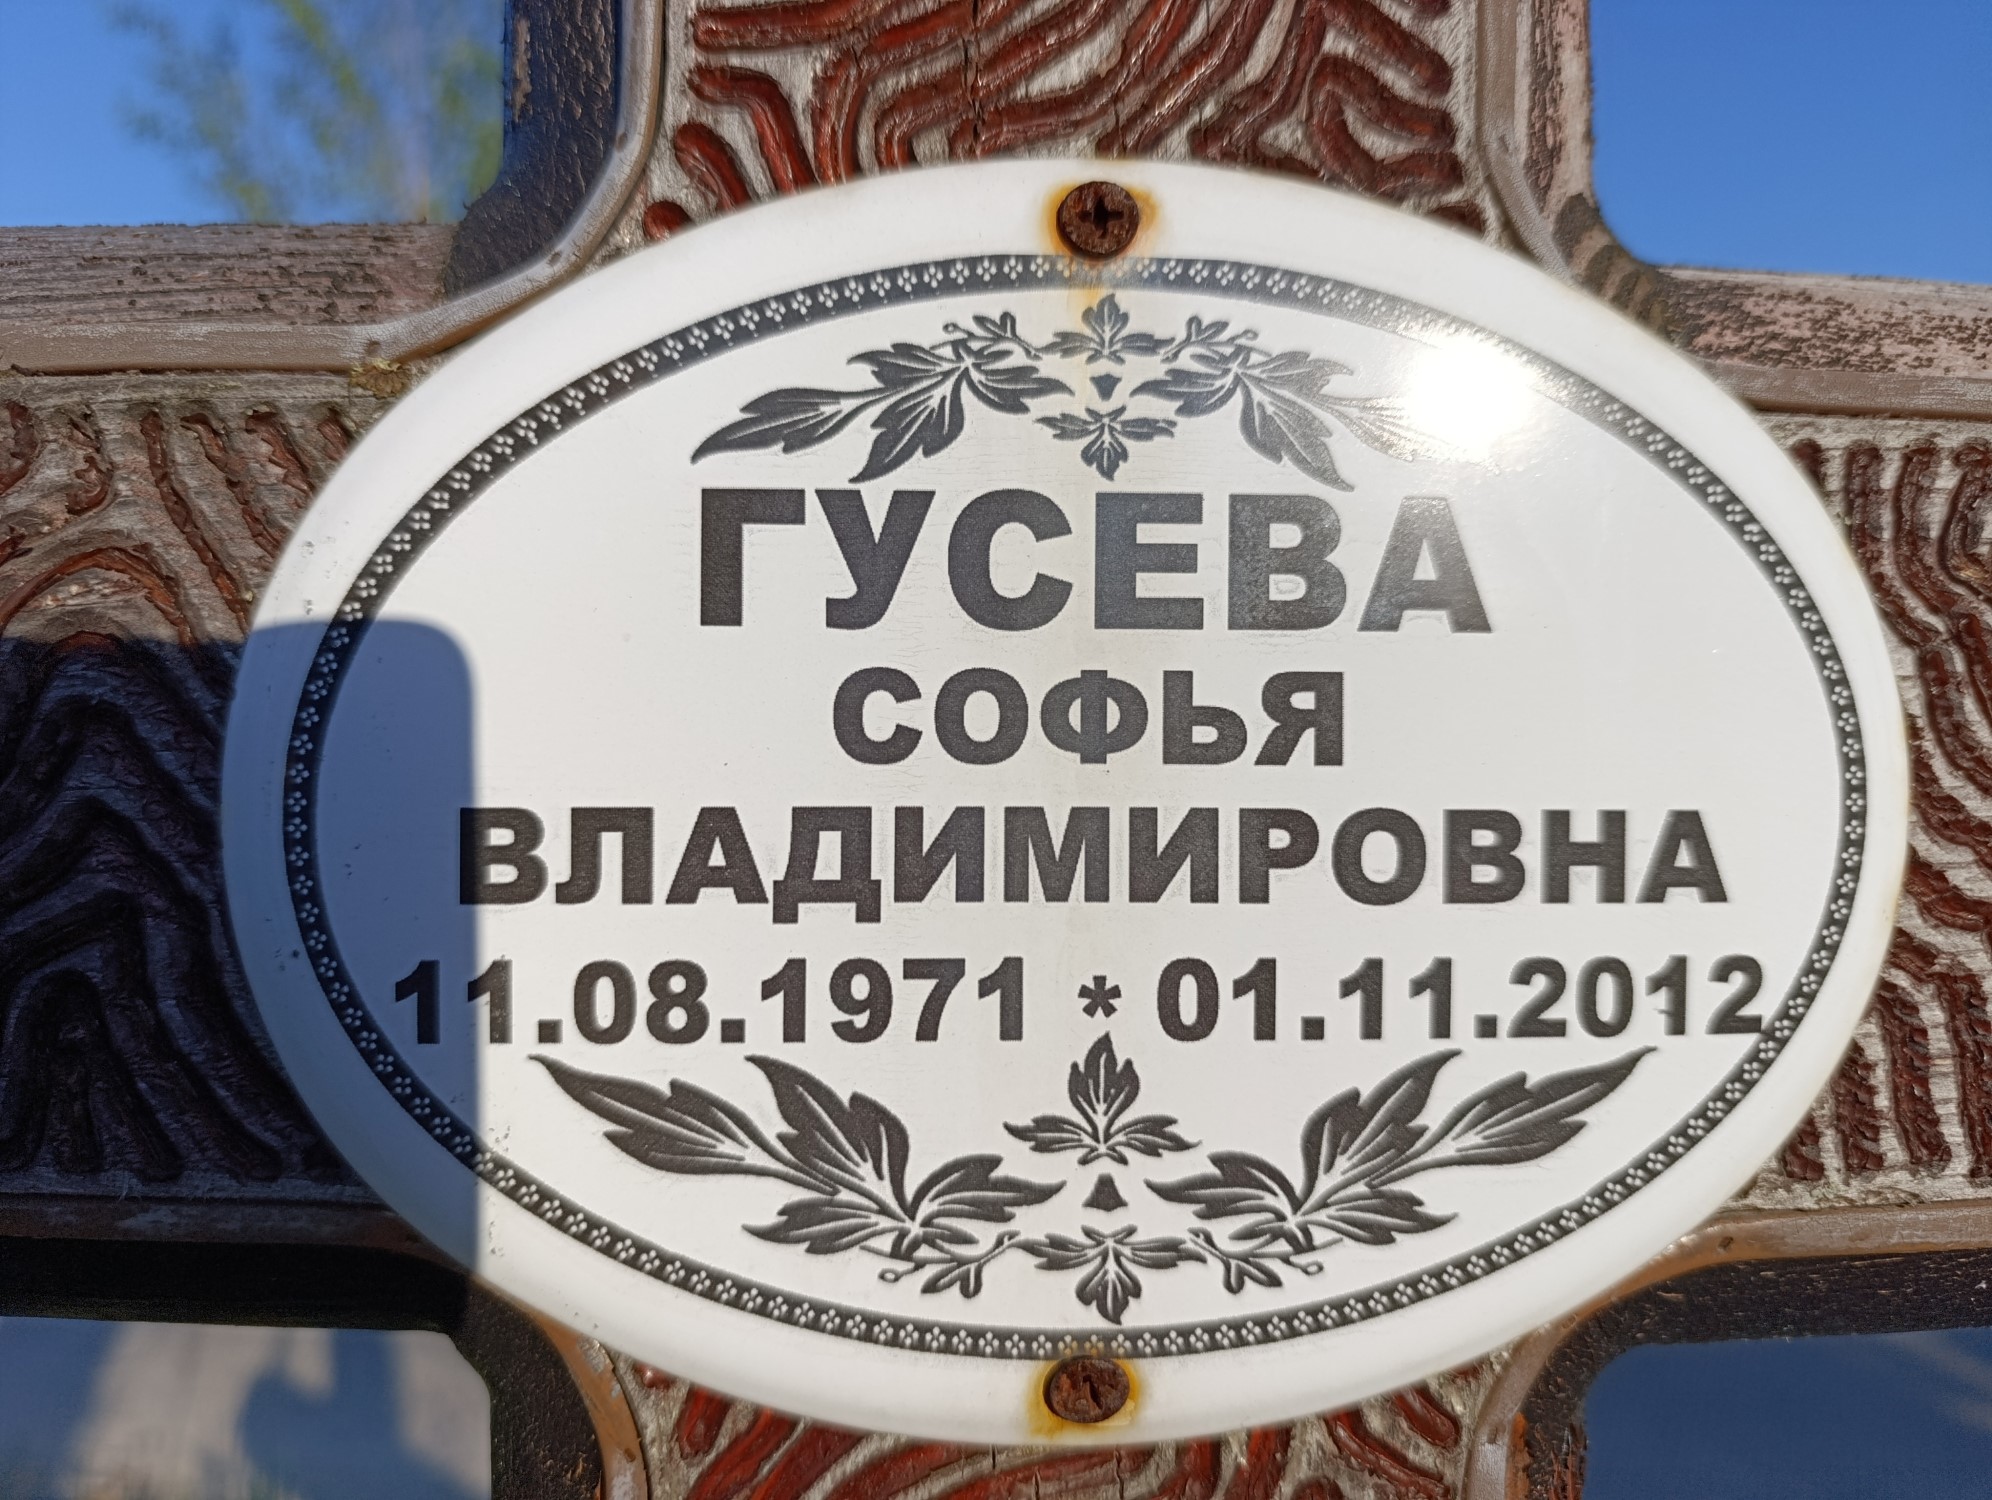 ГУСЕВА
СОФЬЯ
ВЛАДИМИРОВНА
11.08.1971 * 01.11.2012